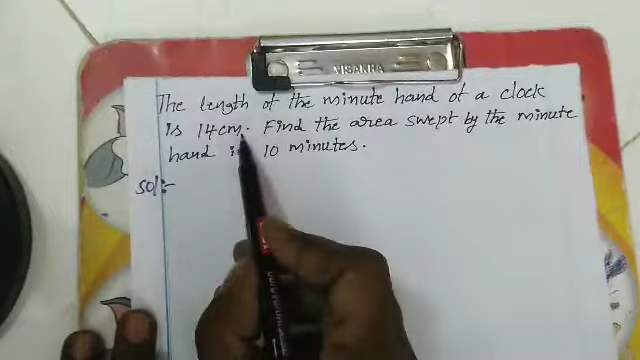 VISAKHA
The length of the minute hand of a clock
is 14cm. Find the area swept by the minute
hand in 10 minutes.
Sol:-